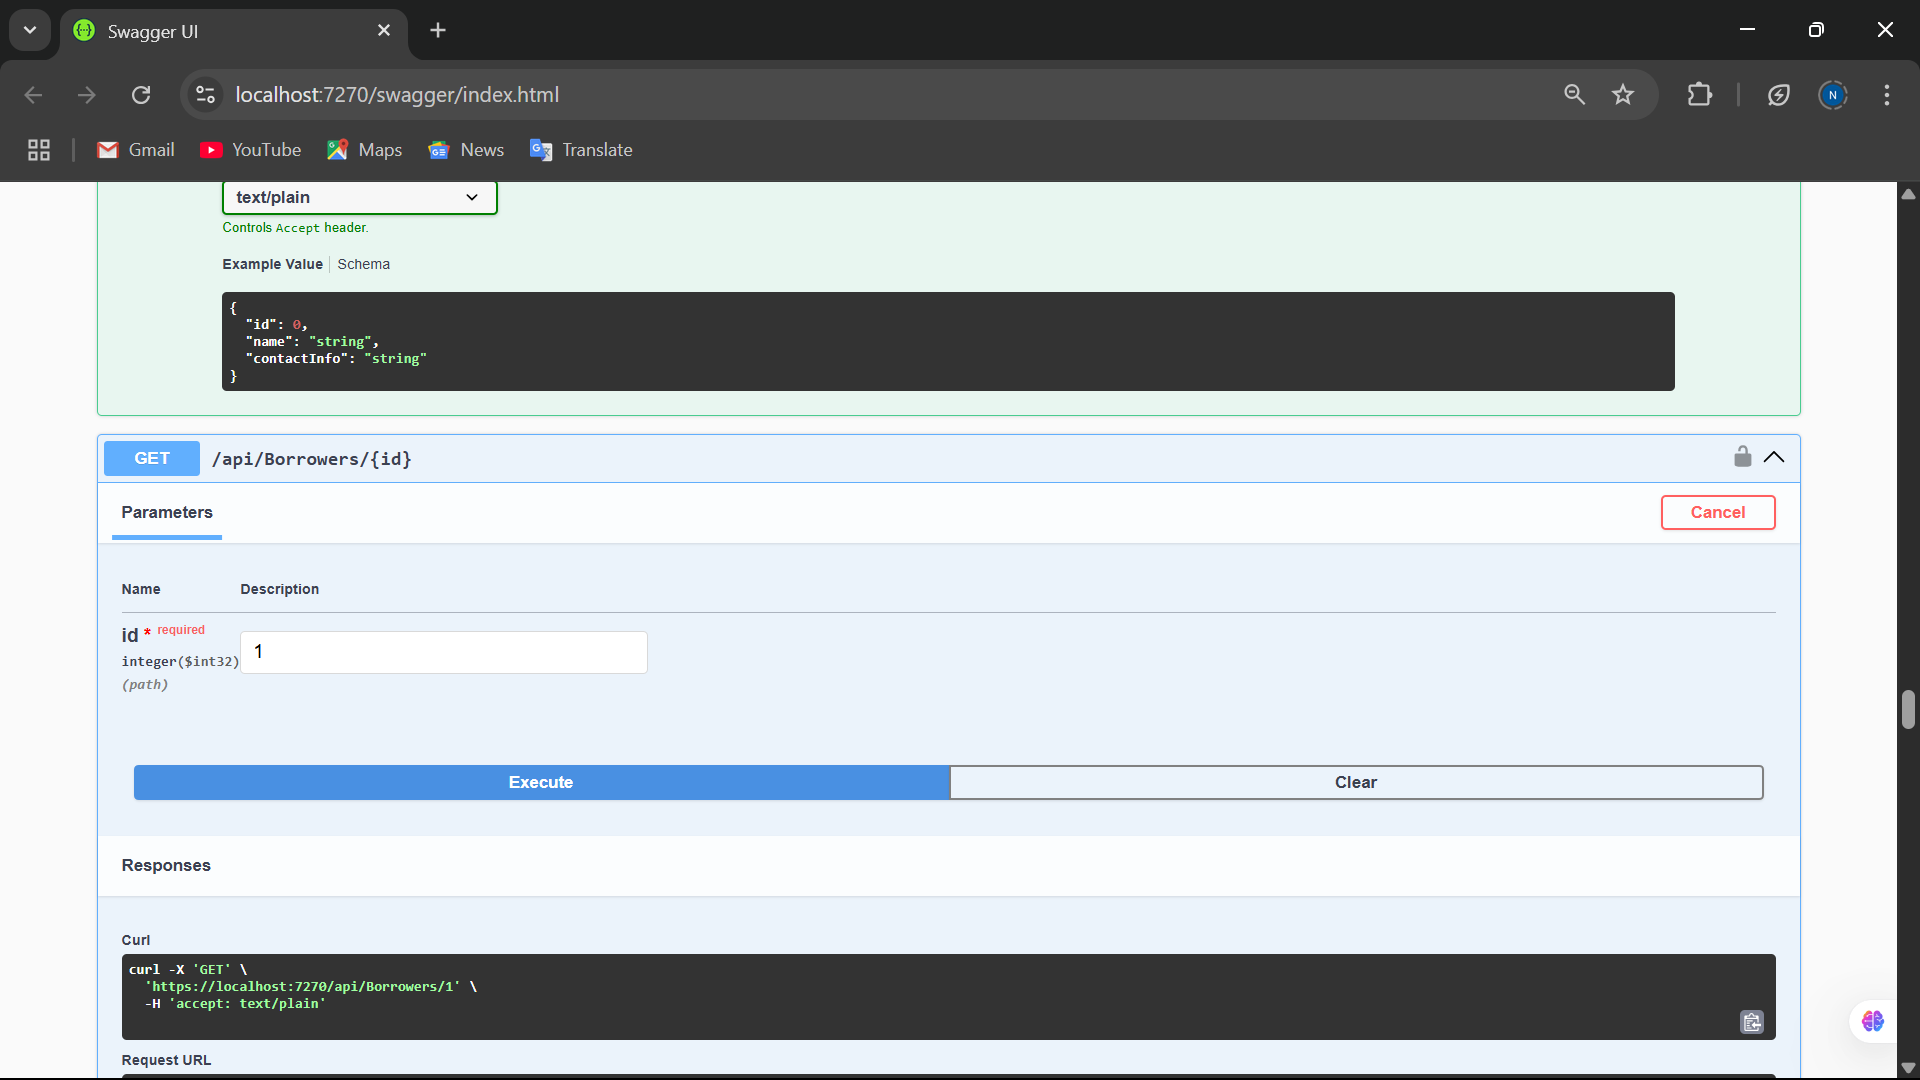 Swagger UI
localhost:7270/swagger/index.html
N
Gmail
YouTube
Maps
News
Translate
text/plain
Controls Accept header.
Example Value
Schema
{
"id": 0,
"name": "string",
"contactInfo": "string"
}
GET
/api/Borrowers/{id}
Parameters
Cancel
Name
Description
id * required
integer($int32)
(path)
1
Execute
Clear
Responses
Curl
curl -X 'GET' \
'https://localhost:7270/api/Borrowers/1' \
-H 'accept: text/plain'
Request URL